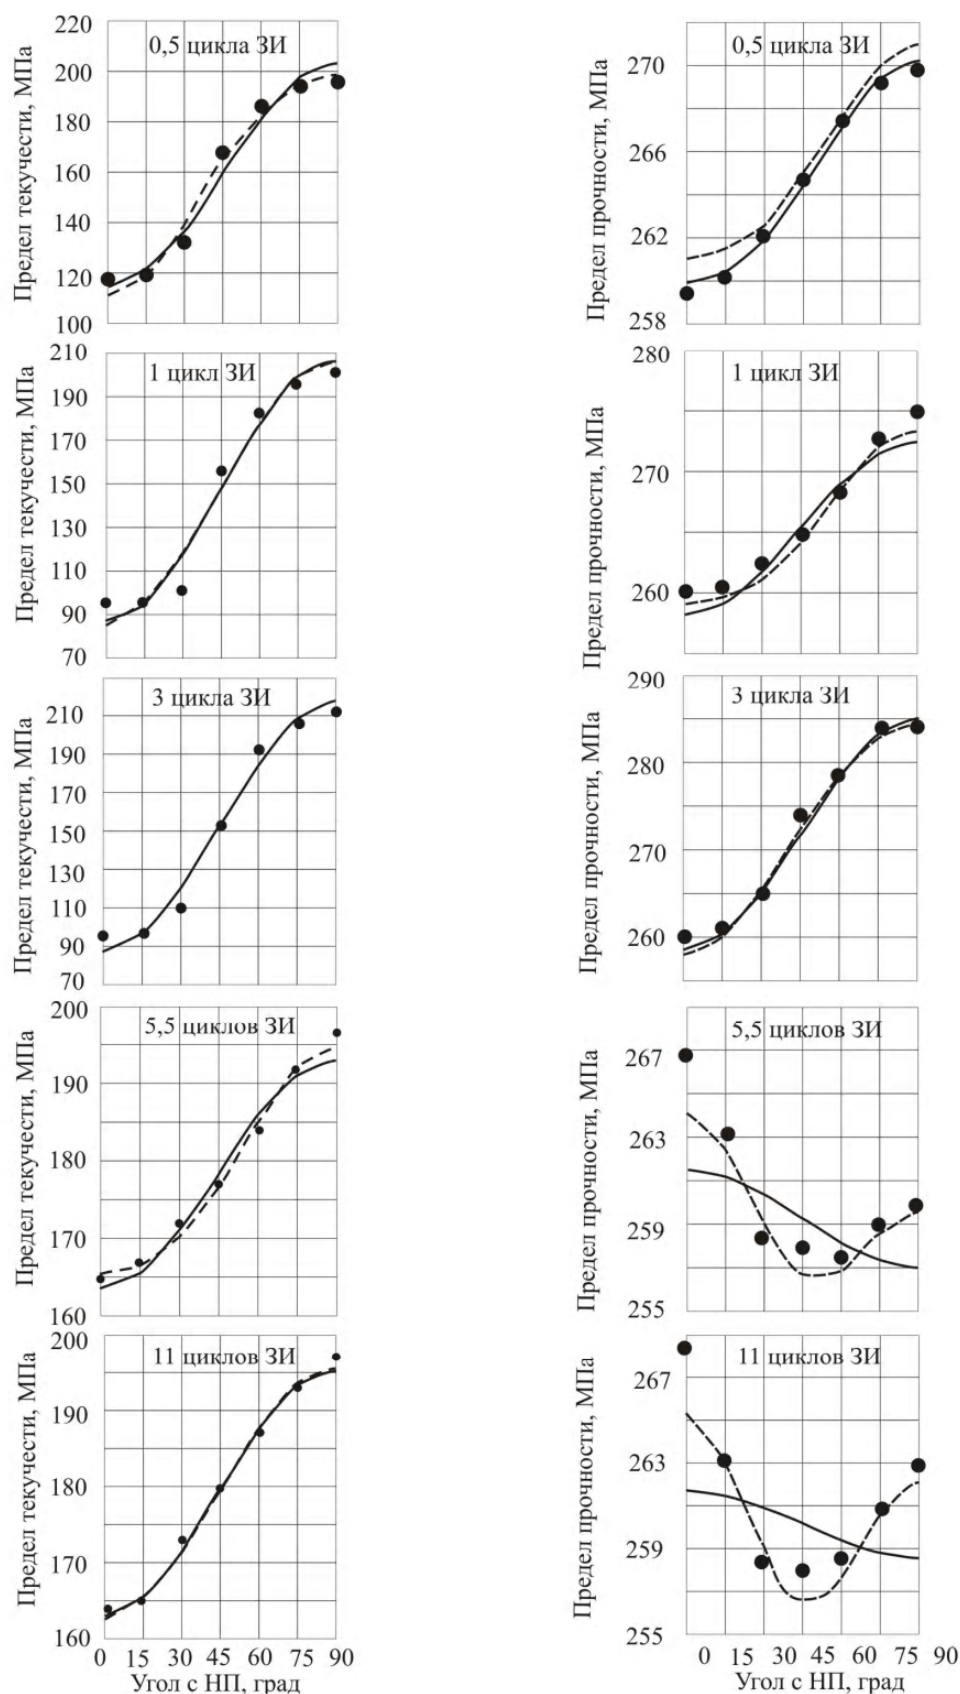 220
200
180
160
140
120
100
Предел текучести, МПа
0,5 цикла ЗИ
270
266
262
258
Предел прочности, МПа
0,5 цикла ЗИ
210
190
170
150
130
110
90
70
Предел текучести, МПа
1 цикл ЗИ
280
270
260
Предел прочности, МПа
1 цикл ЗИ
210
190
170
150
130
110
90
70
Предел текучести, МПа
3 цикла ЗИ
290
280
270
260
Предел прочности, МПа
3 цикла ЗИ
200
190
180
170
160
Предел текучести, МПа
5,5 циклов ЗИ
267
263
259
255
Предел прочности, МПа
5,5 циклов ЗИ
200
190
180
170
160
Предел текучести, МПа
11 циклов ЗИ
0 15 30 45 60 75 90
Угол с НП, град
267
263
259
255
Предел прочности, МПа
11 циклов ЗИ
0 15 30 45 60 75 90
Угол с НП, град